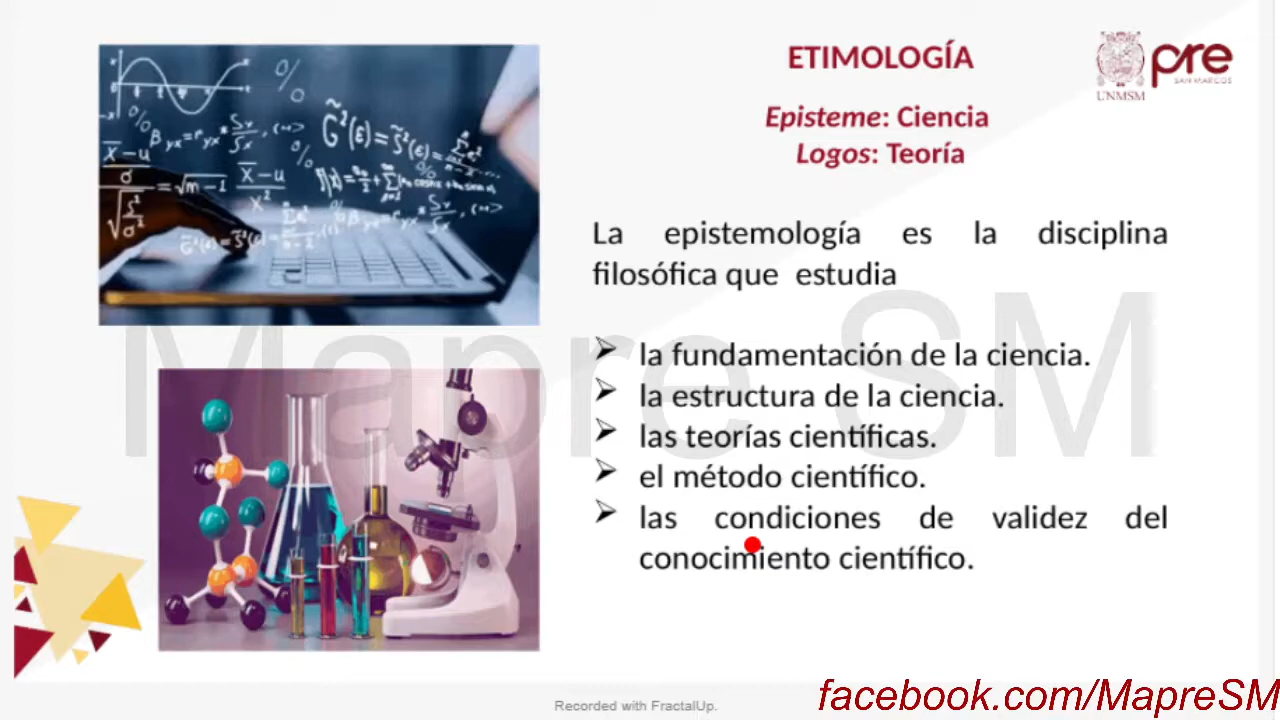 ETIMOLOGÍA
Episteme: Ciencia
Logos: Teoría
UNMSM
pre
SAN MARCOS
La epistemología es la disciplina
filosófica que estudia
➢ la fundamentación de la ciencia.
➢ la estructura de la ciencia.
➢ las teorías científicas.
➢ el método científico.
➢ las condiciones de validez del
conocimiento científico.
Mapre SM
Recorded with FractalUp.
facebook.com/MapreSM